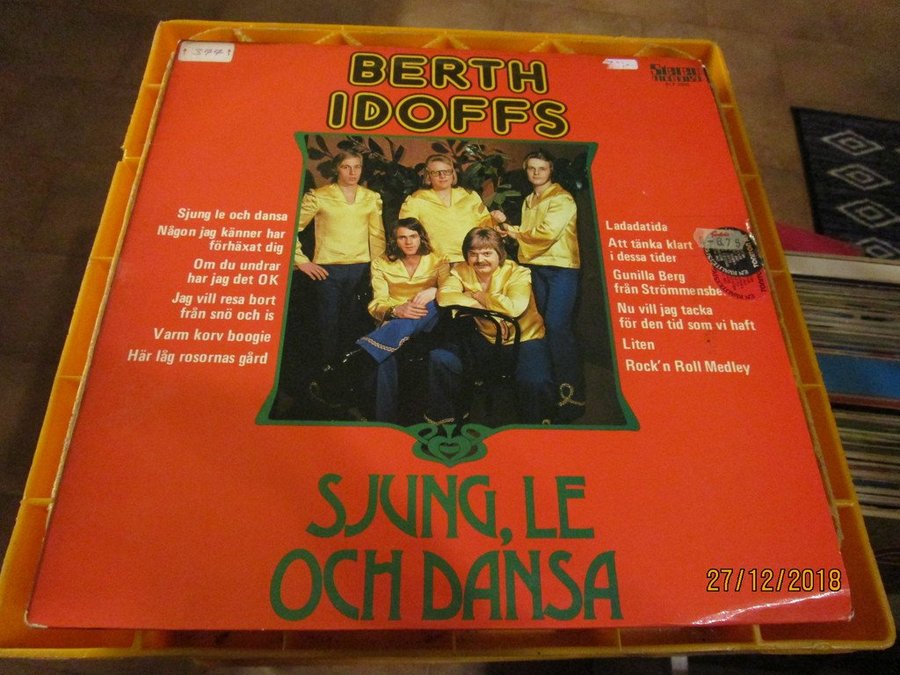 377
BERTH
IDOFFS
Sjung le och dansa
Någon jag känner har
förhäxat dig
Om du undrar
har jag det OK
Jag vill resa bort
från snö och is
Varm korv boogie
Här låg rosornas gård
Ladadatida
Att tänka klart
i dessa tider
Gunilla Berg
från
Nu vill jag tacka
för den tid som vi haft
Liten
Rock'n Roll Medley
SJUNG, LE
OCH DANSA
27/12/2018